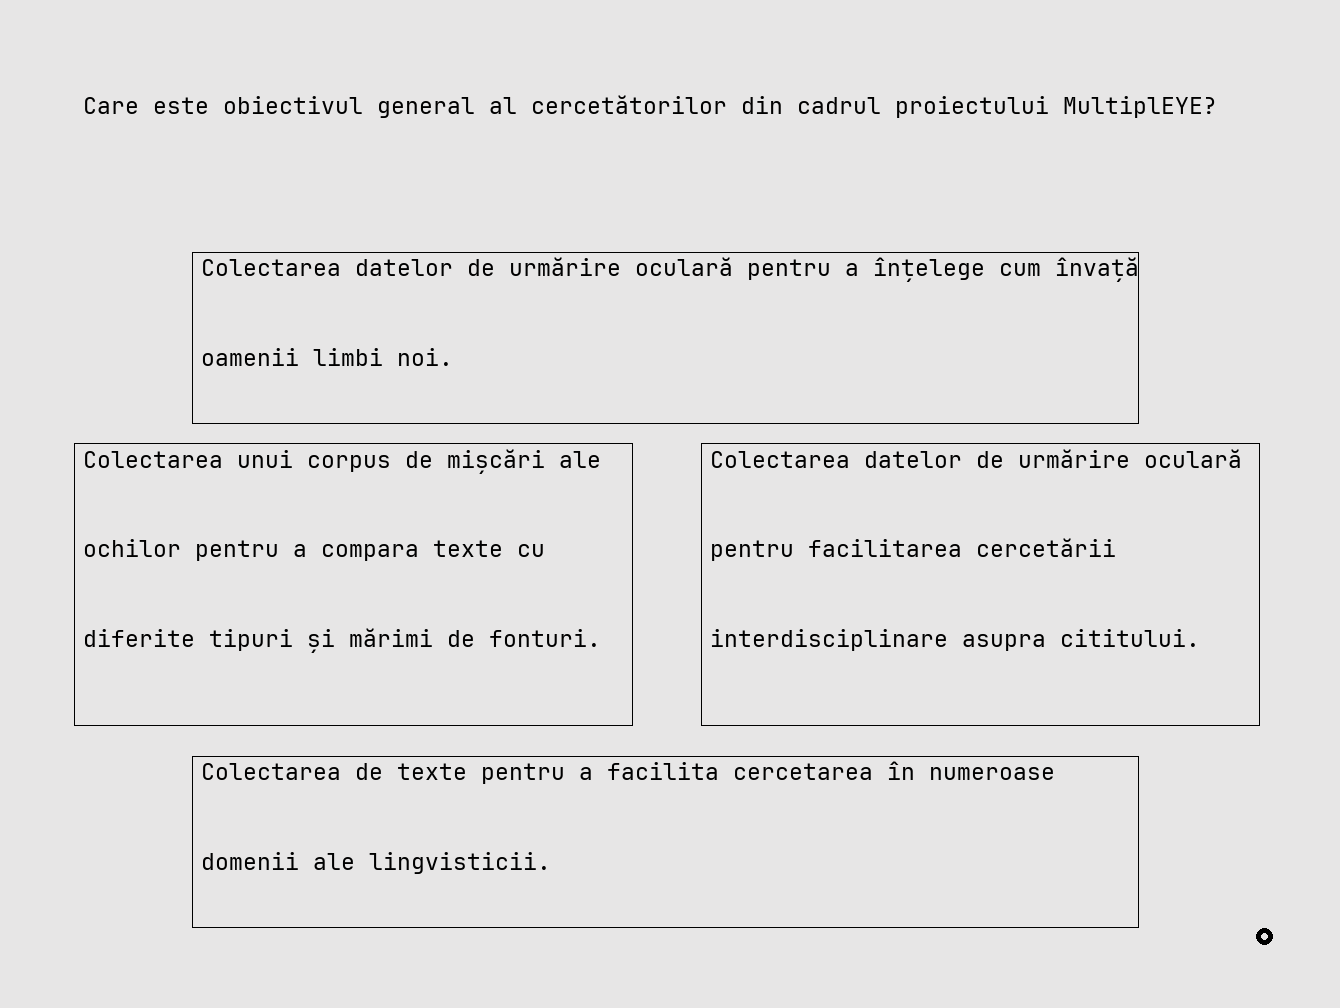 Care este obiectivul general al cercetătorilor din cadrul proiectului MultiplEYE?
Colectarea datelor de urmărire oculară pentru a înțelege cum învață
oamenii limbi noi.
Colectarea unui corpus de mișcări ale
ochilor pentru a compara texte cu
diferite tipuri și mărimi de fonturi.
Colectarea datelor de urmărire oculară
pentru facilitarea cercetării
interdisciplinare asupra cititului.
Colectarea de texte pentru a facilita cercetarea în numeroase
domenii ale lingvisticii.